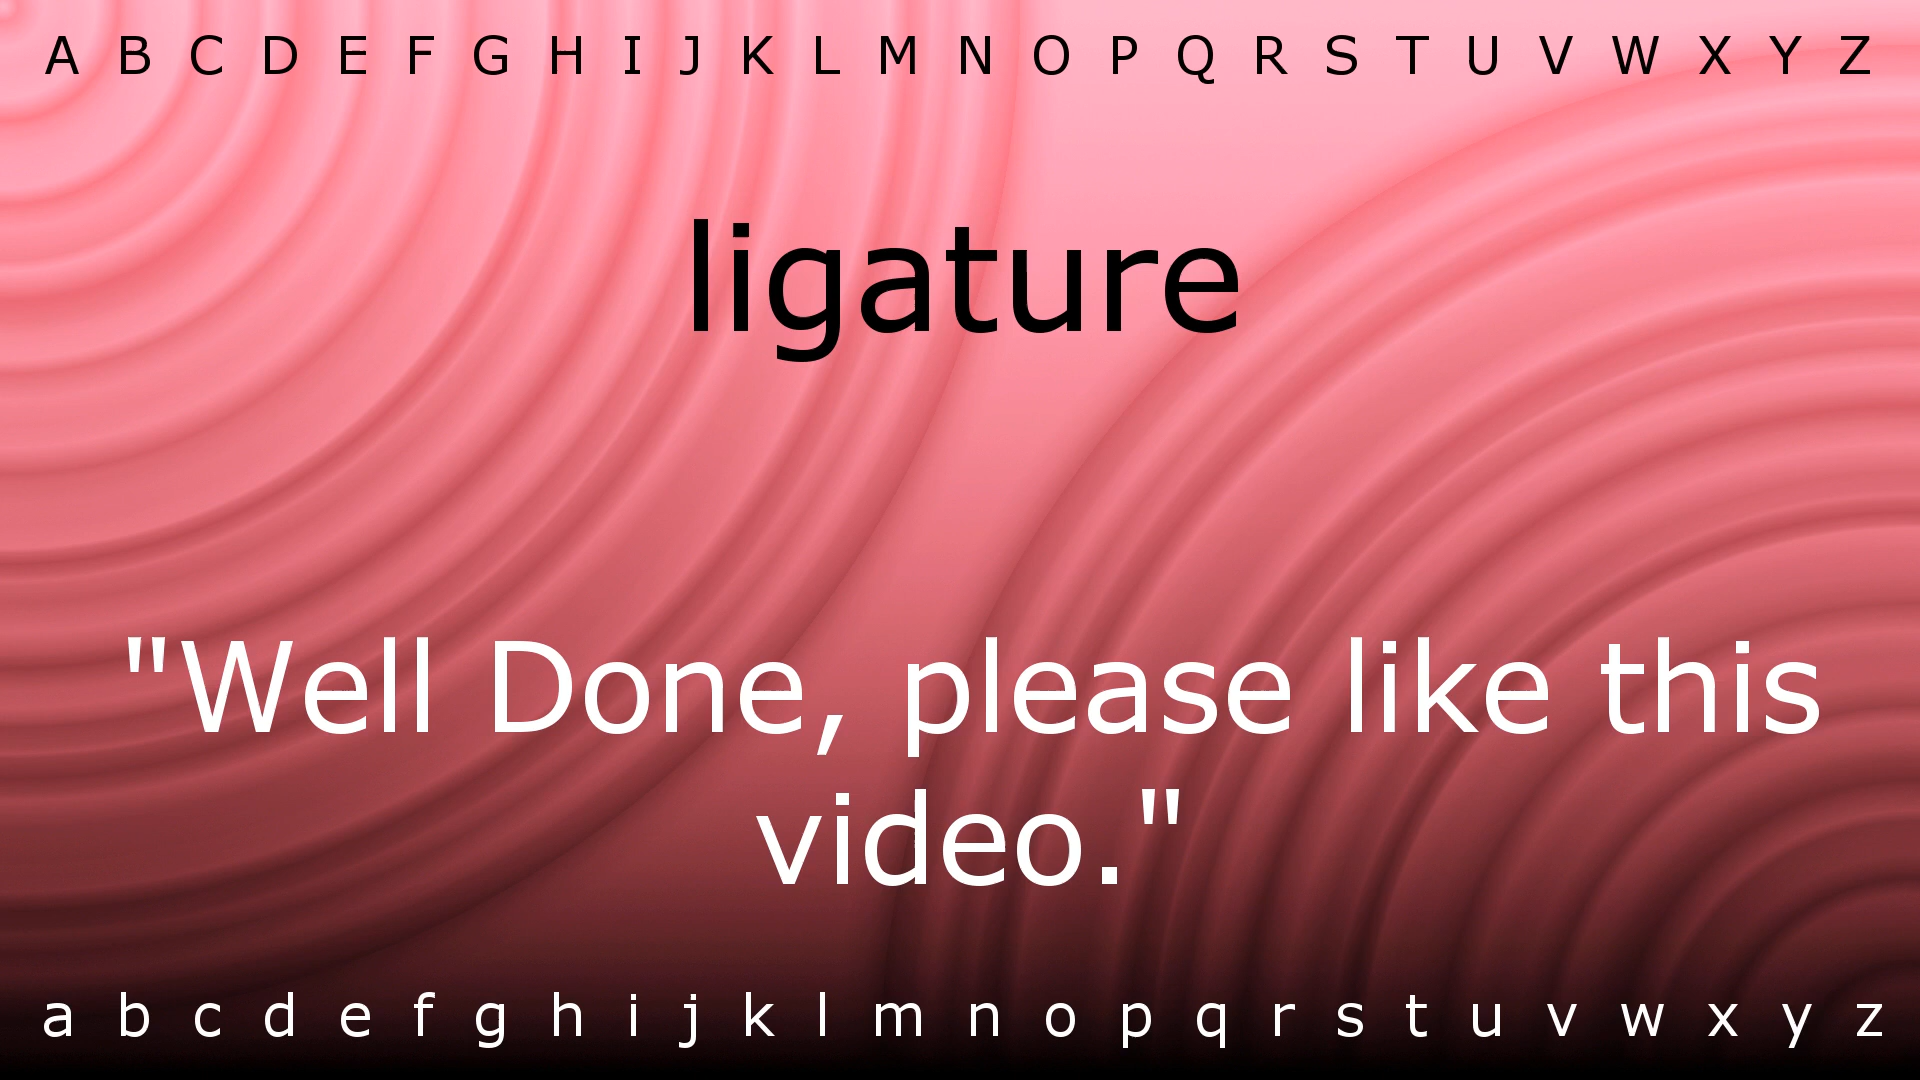 A B C D E F G H I J K L M N O P Q R S T U V W X Y Z
ligature
"Well Done, please like this
video."
a b c d e f g h i j k l m n o p q r s t u v w x y z